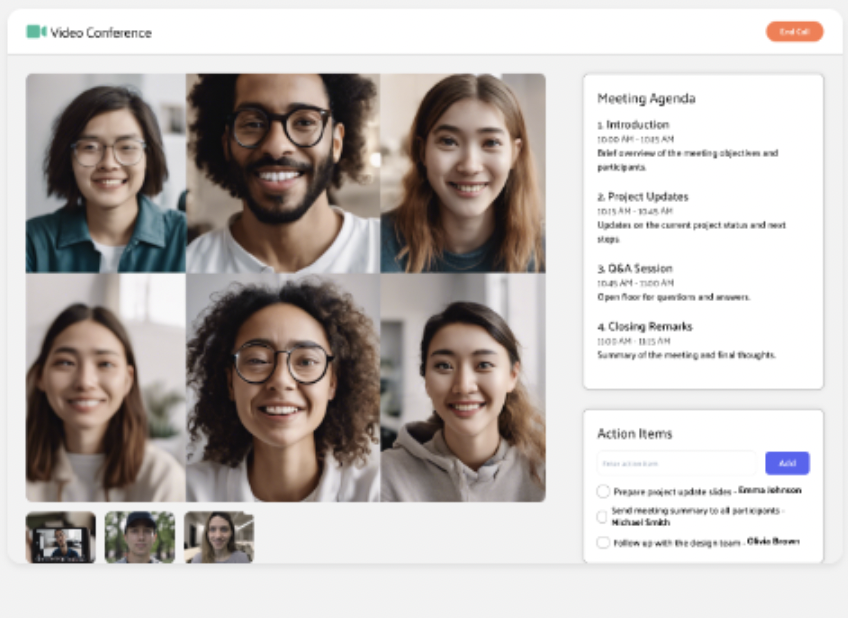 Video Conference
End Call
Meeting Agenda
1. Introduction
10:00 AM - 10:15 AM
Brief overview of the meeting objectives and
participants.
2. Project Updates
10:15 AM - 10:45 AM
Updates on the current project status and next
steps.
3. Q&A Session
10:45 AM - 11:00 AM
Open floor for questions and answers.
4. Closing Remarks
11:00 AM - 11:15 AM
Summary of the meeting and final thoughts.
Action Items
Add
Prepare project update slides - Emma Johnson
Send meeting summary to all participants -
Michael Smith
Follow up with the design team - Olivia Brown